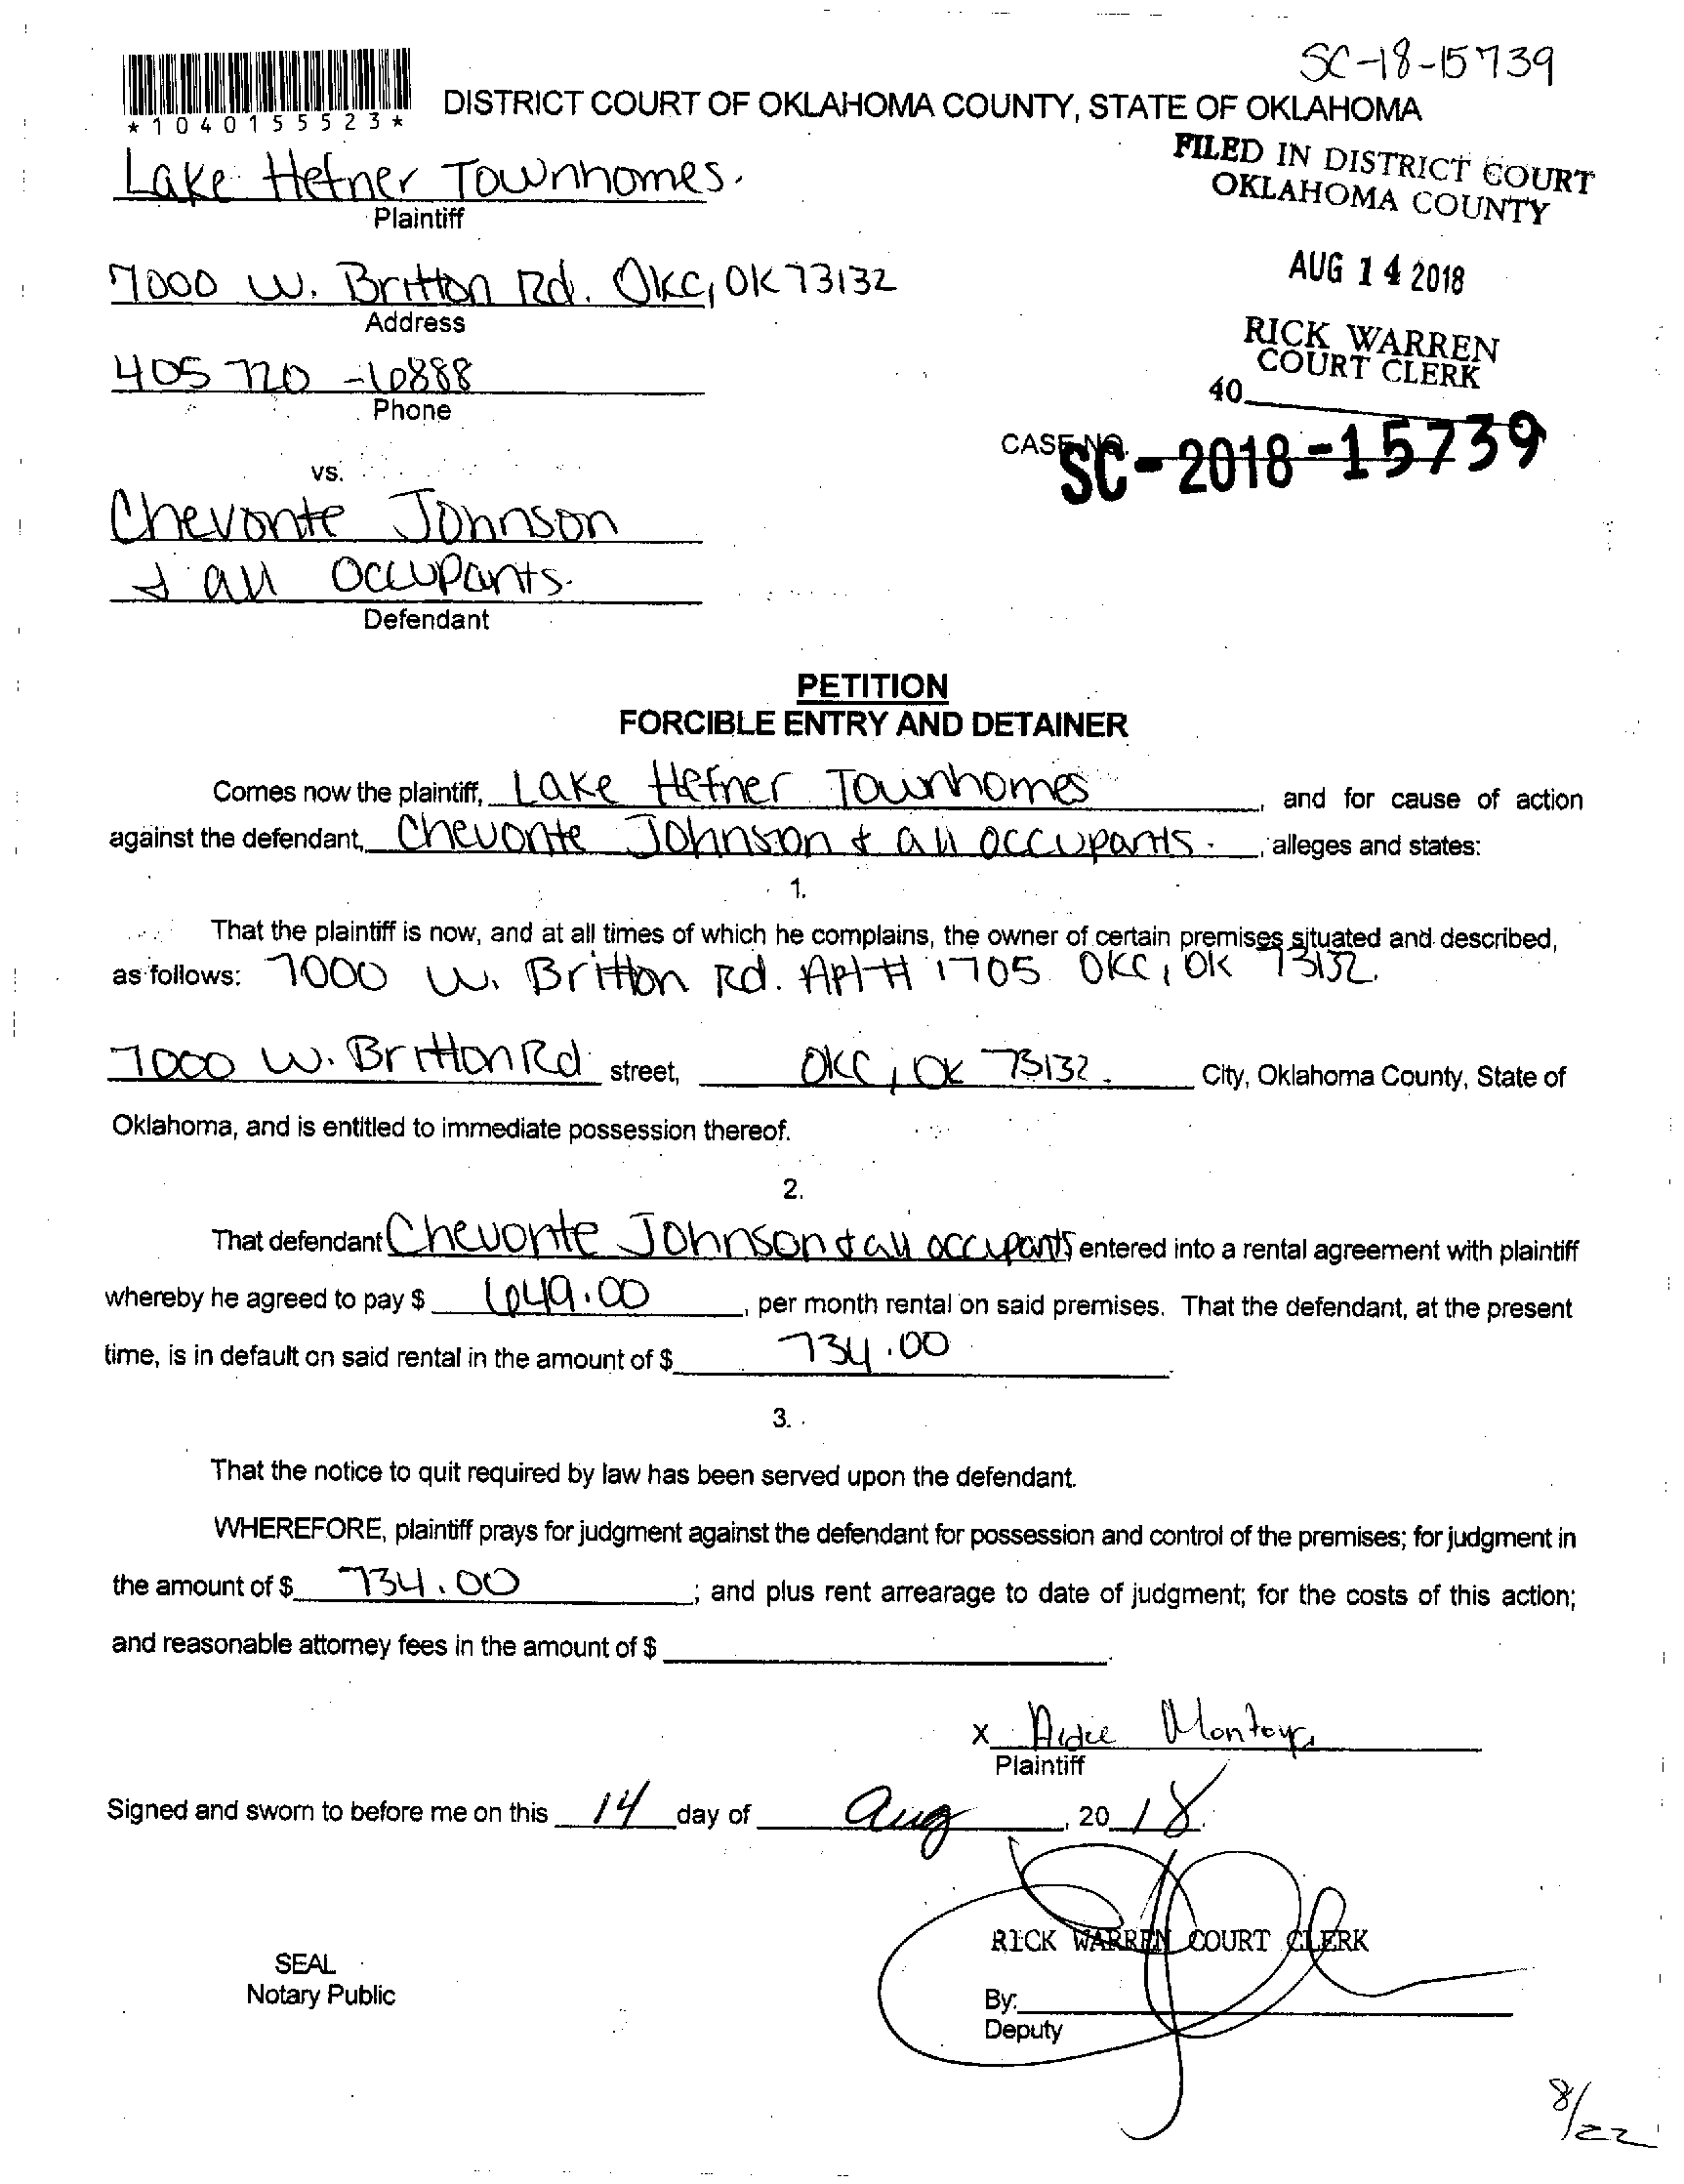 SC-18-15739
*1040155523*
DISTRICT COURT OF OKLAHOMA COUNTY, STATE OF OKLAHOMA
FILED IN DISTRICT COURT
OKLAHOMA COUNTY
Lake Hefner Townhomes.
Plaintiff
AUG 14 2018
7000 W. Britton Rd. OKC, OK 73132
Address
RICK WARREN
COURT CLERK
405 720 -6888
Phone
40
CASE NO.
SC-2018-15739
vs.
Chevonte Johnson
& all occupants.
Defendant
PETITION
FORCIBLE ENTRY AND DETAINER
Comes now the plaintiff, Lake Hefner Townhomes, and for cause of action
against the defendant, Chevonte Johnson & all occupants., alleges and states:
1.
That the plaintiff is now, and at all times of which he complains, the owner of certain premises situated and described,
as follows: 7000 W. Britton Rd. Apt # 1705 OKC, OK 73132.
7000 W. Britton Rd street, OKC, OK 73132. City, Oklahoma County, State of
Oklahoma, and is entitled to immediate possession thereof.
2.
That defendant Chevonte Johnson & all occupants entered into a rental agreement with plaintiff
whereby he agreed to pay $ 649.00, per month rental on said premises. That the defendant, at the present
time, is in default on said rental in the amount of $ 734.00
3.
That the notice to quit required by law has been served upon the defendant.
WHEREFORE, plaintiff prays for judgment against the defendant for possession and control of the premises; for judgment in
the amount of $ 734.00; and plus rent arrearage to date of judgment; for the costs of this action;
and reasonable attorney fees in the amount of $
X Montoya
Plaintiff
Signed and sworn to before me on this 14 day of Aug, 2018.
RICK WARREN COURT CLERK
SEAL
Notary Public
By:
Deputy
8/22